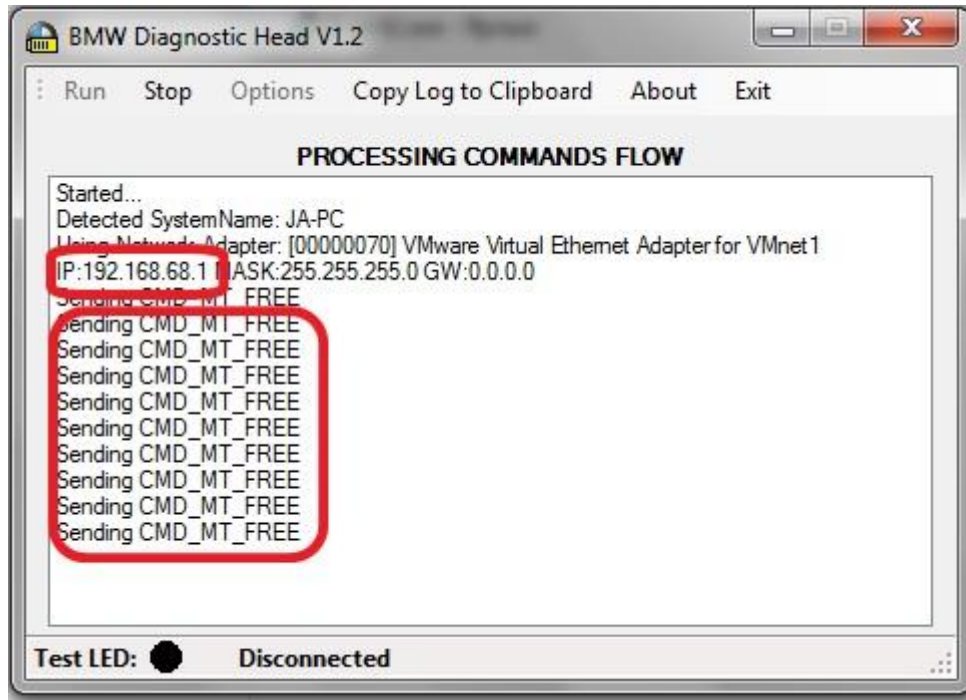 BMW Diagnostic Head V1.2
Run Stop Options Copy Log to Clipboard About Exit
PROCESSING COMMANDS FLOW
Started...
Detected SystemName: JA-PC
Using Network Adapter: [00000070] VMware Virtual Ethernet Adapter for VMnet1
IP:192.168.68.1 MASK:255.255.255.0 GW:0.0.0.0
Sending CMD_MT_FREE
Sending CMD_MT_FREE
Sending CMD_MT_FREE
Sending CMD_MT_FREE
Sending CMD_MT_FREE
Sending CMD_MT_FREE
Sending CMD_MT_FREE
Sending CMD_MT_FREE
Sending CMD_MT_FREE
Sending CMD_MT_FREE
Test LED: Disconnected